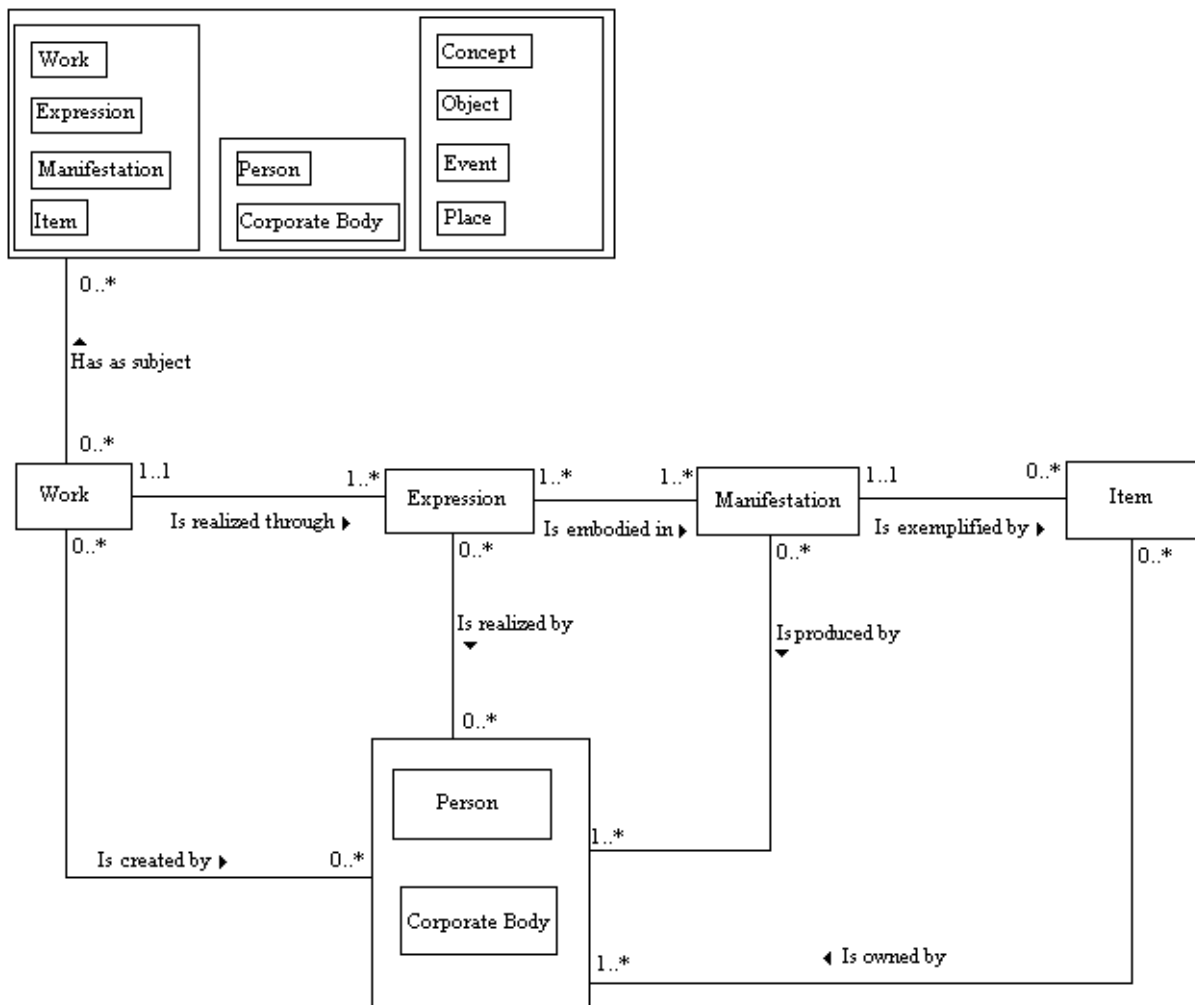 Work
Expression
Manifestation
Item
Person
Corporate Body
Concept
Object
Event
Place
0..*
Has as subject
0..*
Work
1..1
1..*
Expression
1..*
1..*
Manifestation
1..1
0..*
Item
Is realized through
Is embodied in
Is exemplified by
0..*
0..*
0..*
0..*
Is realized by
Is produced by
0..*
Person
1..*
Is created by
0..*
Corporate Body
1..*
Is owned by